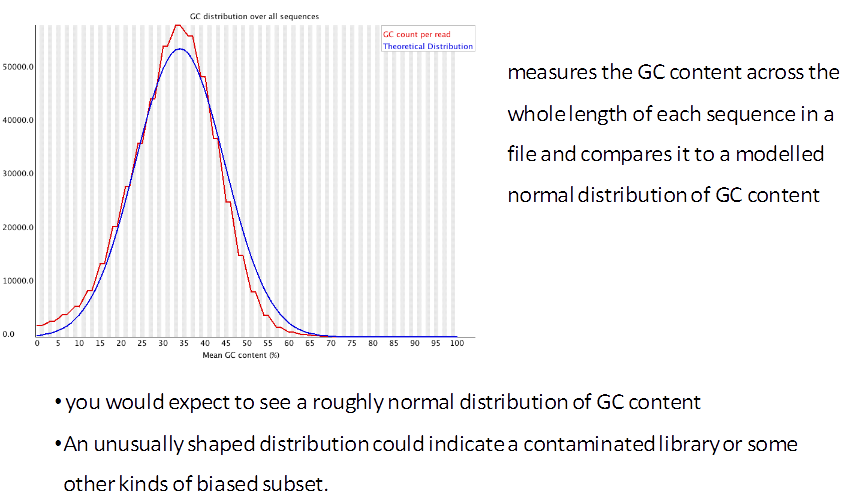 GC distribution over all sequences
GC count per read
Theoretical Distribution
50000.0
40000.0
30000.0
20000.0
10000.0
0.0
0 5 10 15 20 25 30 35 40 45 50 55 60 65 70 75 80 85 90 95 100
Mean GC content (%)
measures the GC content across the
whole length of each sequence in a
file and compares it to a modelled
normal distribution of GC content
•you would expect to see a roughly normal distribution of GC content
•An unusually shaped distribution could indicate a contaminated library or some
other kinds of biased subset.